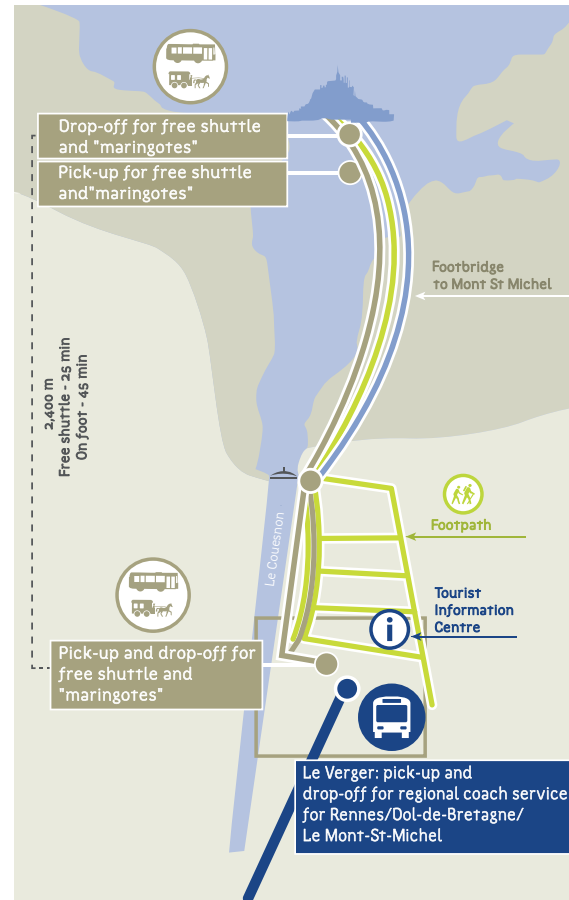 Drop-off for free shuttle
and "maringotes"
Pick-up for free shuttle
and"maringotes"
Footbridge
to Mont St Michel
2,400 m
Free shuttle - 25 min
On foot - 45 min
Le Couesnon
Footpath
Tourist
Information
Centre
i
Pick-up and drop-off for
free shuttle and
"maringotes"
Le Verger: pick-up and
drop-off for regional coach service
for Rennes/Dol-de-Bretagne/
Le Mont-St-Michel